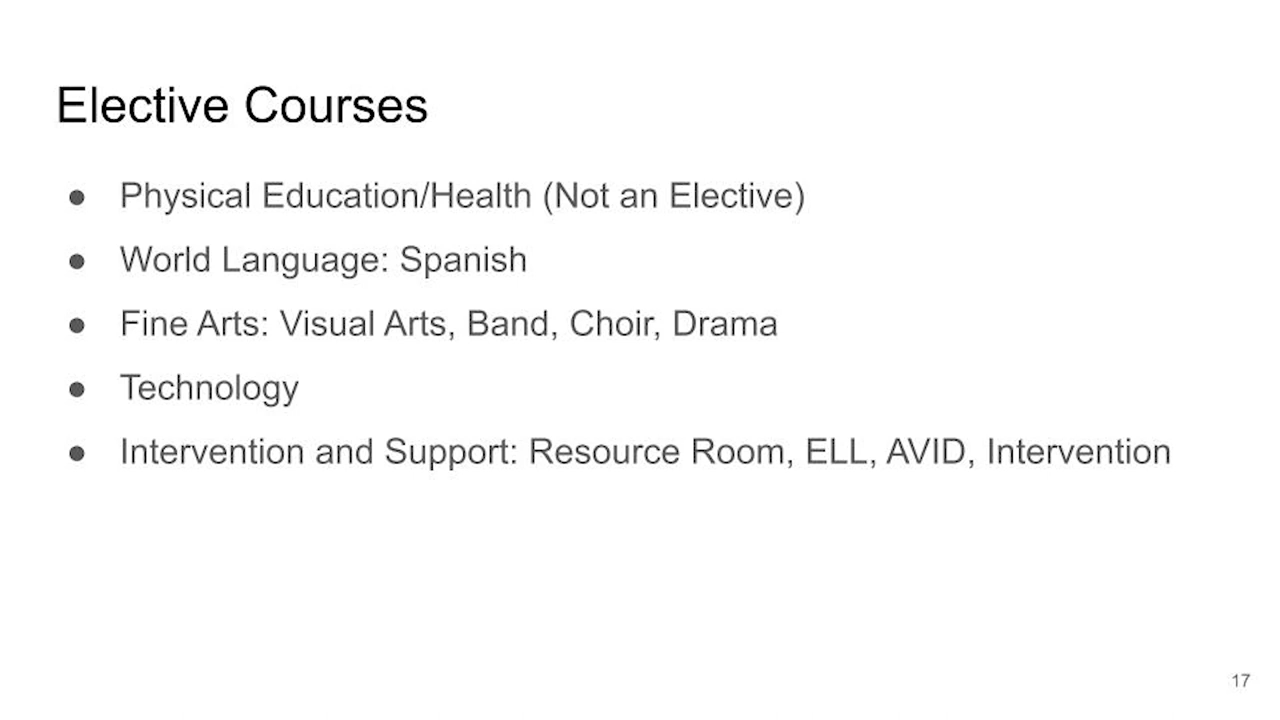 Elective Courses
● Physical Education/Health (Not an Elective)
● World Language: Spanish
● Fine Arts: Visual Arts, Band, Choir, Drama
● Technology
● Intervention and Support: Resource Room, ELL, AVID, Intervention
17